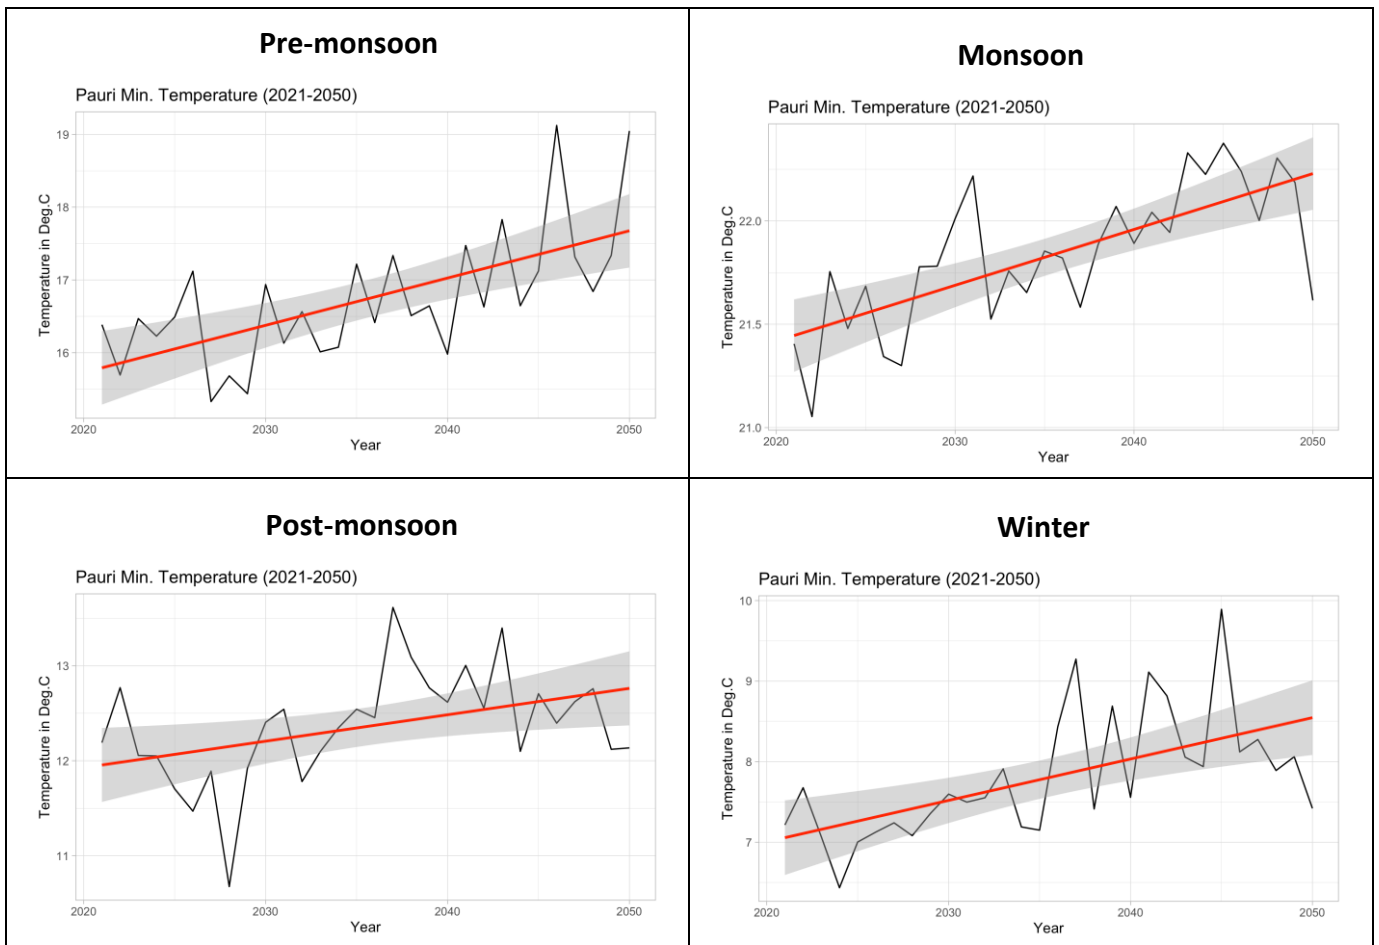 Pre-monsoon
Pauri Min. Temperature (2021-2050)
Temperature in Deg.C
19
18
17
16
2020
2030
2040
2050
Year
Monsoon
Pauri Min. Temperature (2021-2050)
Temperature in Deg.C
22.0
21.5
21.0
2020
2030
2040
2050
Year
Post-monsoon
Pauri Min. Temperature (2021-2050)
Temperature in Deg.C
13
12
11
2020
2030
2040
2050
Year
Winter
Pauri Min. Temperature (2021-2050)
Temperature in Deg.C
10
9
8
7
2020
2030
2040
2050
Year